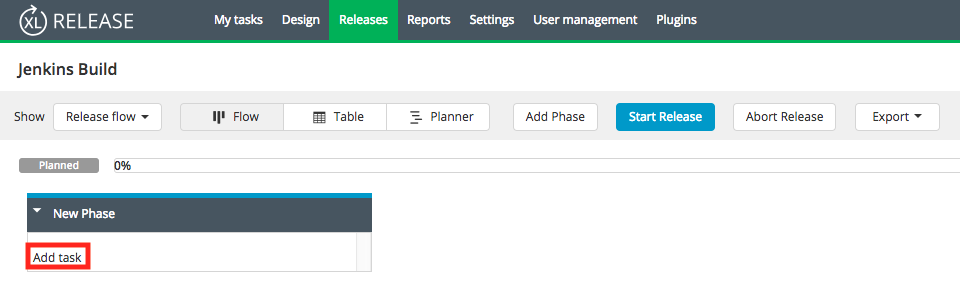 XL RELEASE My tasks Design Releases Reports Settings User management Plugins
Jenkins Build
Show Release flow Flow Table Planner Add Phase Start Release Abort Release Export
Planned 0%
New Phase
Add task